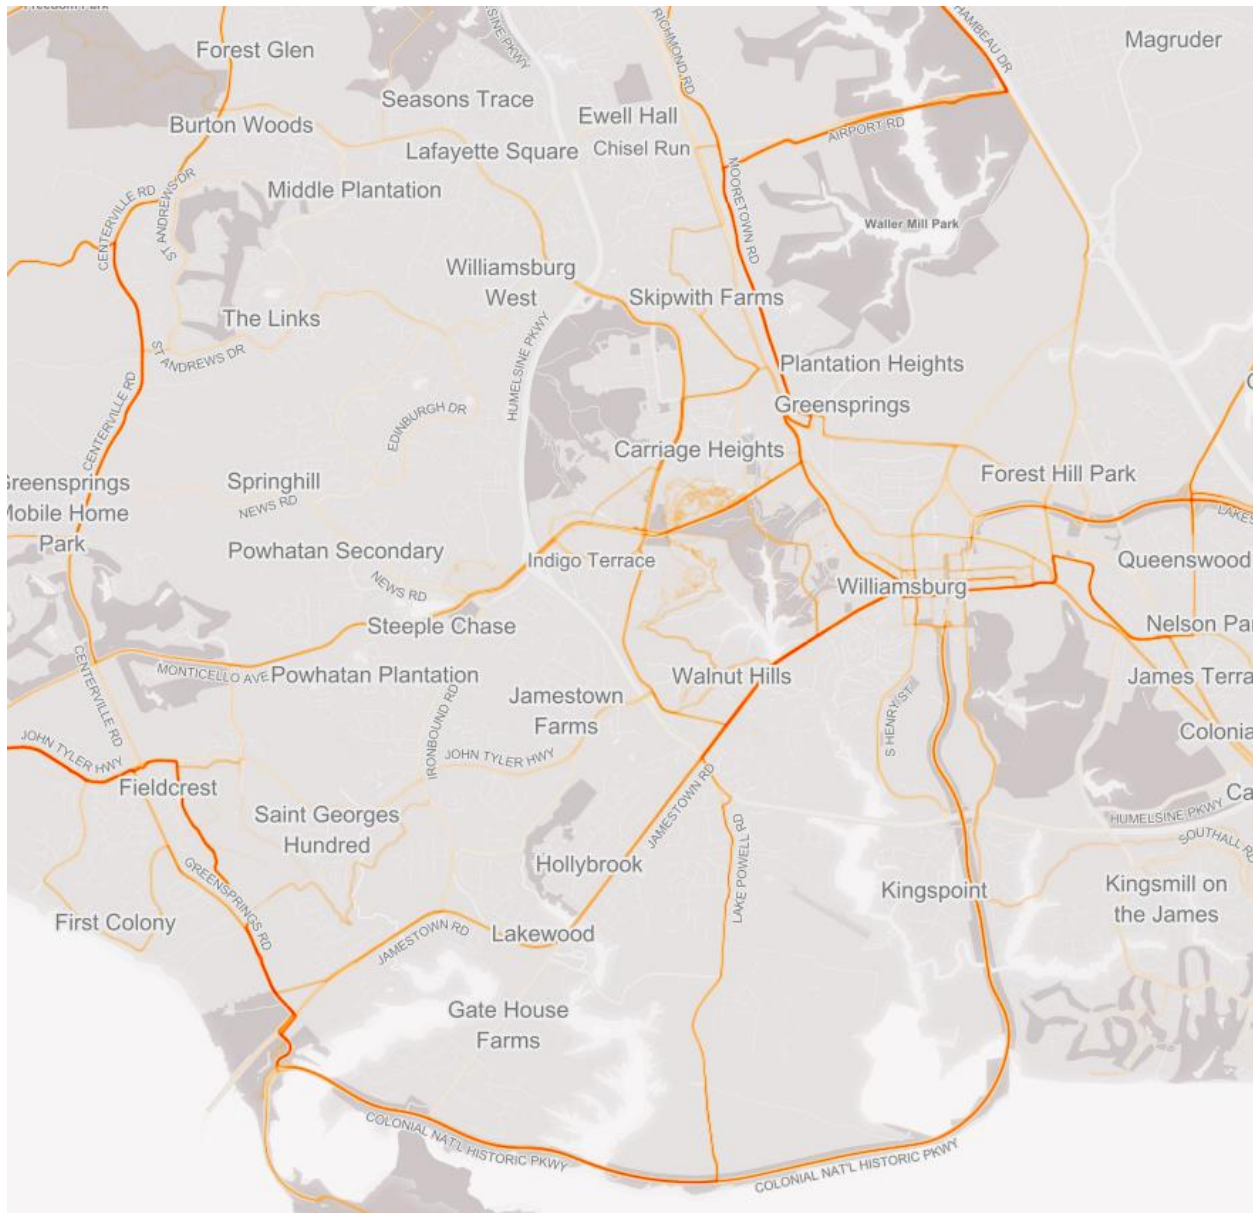 HAMBEAU DR
RICHMOND RD
Magruder
Forest Glen
Seasons Trace
Ewell Hall
Burton Woods
AIRPORT RD
Chisel Run
Lafayette Square
Middle Plantation
CENTERVILLE RD
ST ANDREWS DR
MOORETOWN RD
Waller Mill Park
Williamsburg
West
Skipwith Farms
The Links
ST ANDREWS DR
HUMELSINE PKWY
Plantation Heights
Greensprings
EDINBURGH DR
CENTERVILLE RD
Carriage Heights
Forest Hill Park
Springhill
NEWS RD
Mobile Home
Park
Powhatan Secondary
Indigo Terrace
Queenswood
NEWS RD
Williamsburg
Steeple Chase
MONTICELLO AVE
Powhatan Plantation
Walnut Hills
CENTERVILLE RD
Jamestown
Farms
IRONBOUND RD
S HENRY ST
JOHN TYLER HWY
JOHN TYLER HWY
Fieldcrest
Saint Georges
Hundred
JAMESTOWN RD
HUMELSINE PKWY
SOUTHALL RD
LAKE POWELL RD
Hollybrook
Kingspoint
Kingsmill on
the James
GREENSPRINGS RD
First Colony
JAMESTOWN RD
Lakewood
Gate House
Farms
COLONIAL NAT'L HISTORIC PKWY
COLONIAL NAT'L HISTORIC PKWY